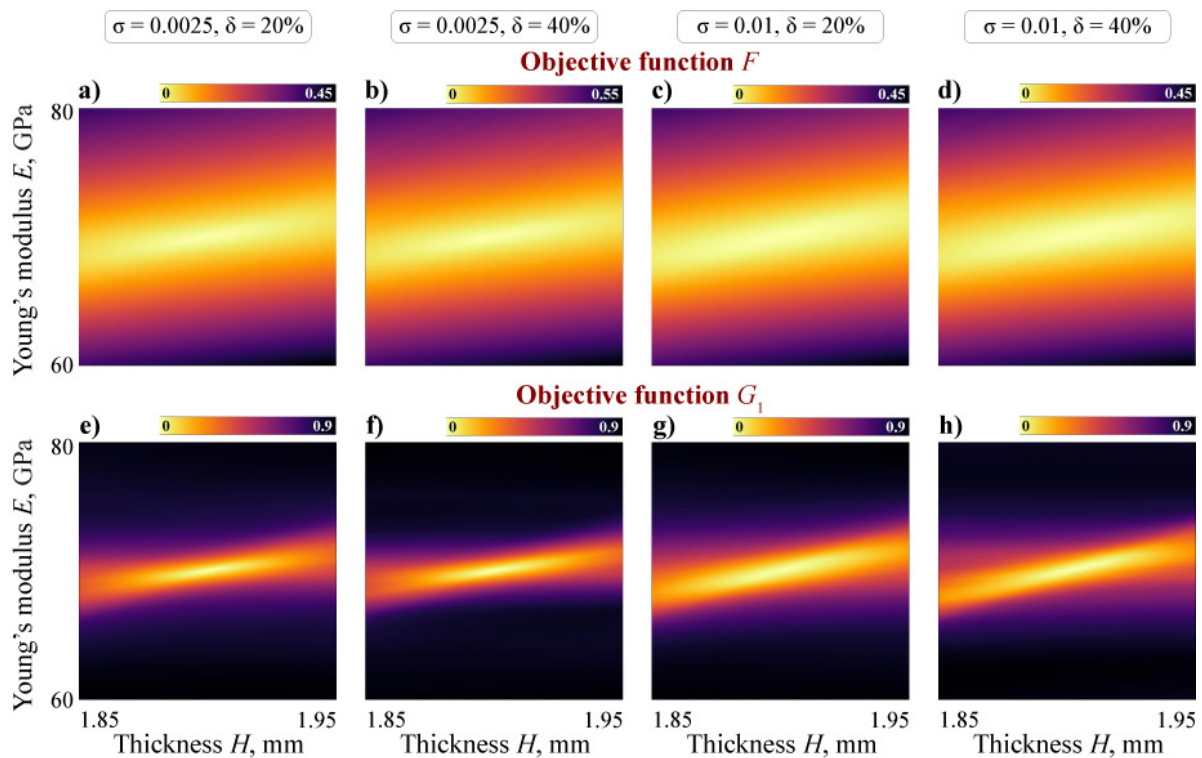 σ = 0.0025, δ = 20% σ = 0.0025, δ = 40% σ = 0.01, δ = 20% σ = 0.01, δ = 40%
Objective function F
a) 0 0.45 b) 0 0.55 c) 0 0.45 d) 0 0.45
80
Young's modulus E, GPa
60
Objective function G₁
e) 0 0.9 f) 0 0.9 g) 0 0.9 h) 0 0.9
80
Young's modulus E, GPa
60
1.85 1.95 1.85 1.95 1.85 1.95 1.85 1.95
Thickness H, mm Thickness H, mm Thickness H, mm Thickness H, mm